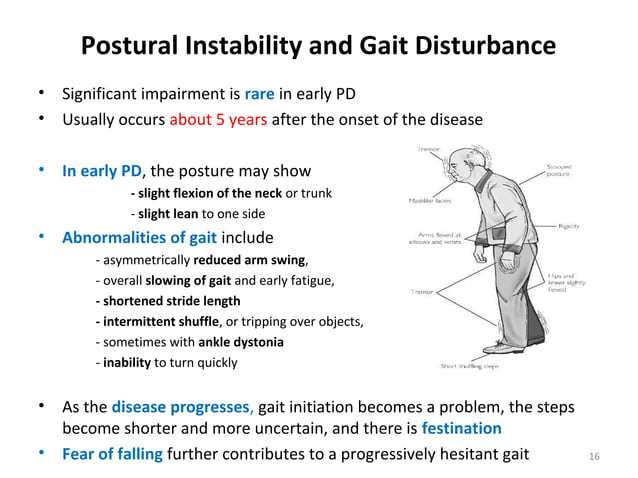 Postural Instability and Gait Disturbance
• Significant impairment is rare in early PD
• Usually occurs about 5 years after the onset of the disease
• In early PD, the posture may show
- slight flexion of the neck or trunk
- slight lean to one side
• Abnormalities of gait include
- asymmetrically reduced arm swing,
- overall slowing of gait and early fatigue,
- shortened stride length
- intermittent shuffle, or tripping over objects,
- sometimes with ankle dystonia
- inability to turn quickly
Tremor
Stooped
posture
Masklike facies
Rigidity
Arms flexed at
elbows and wrists
Hips and
knees slightly
flexed
Tremor
Short shuffling steps
• As the disease progresses, gait initiation becomes a problem, the steps
become shorter and more uncertain, and there is festination
• Fear of falling further contributes to a progressively hesitant gait
16